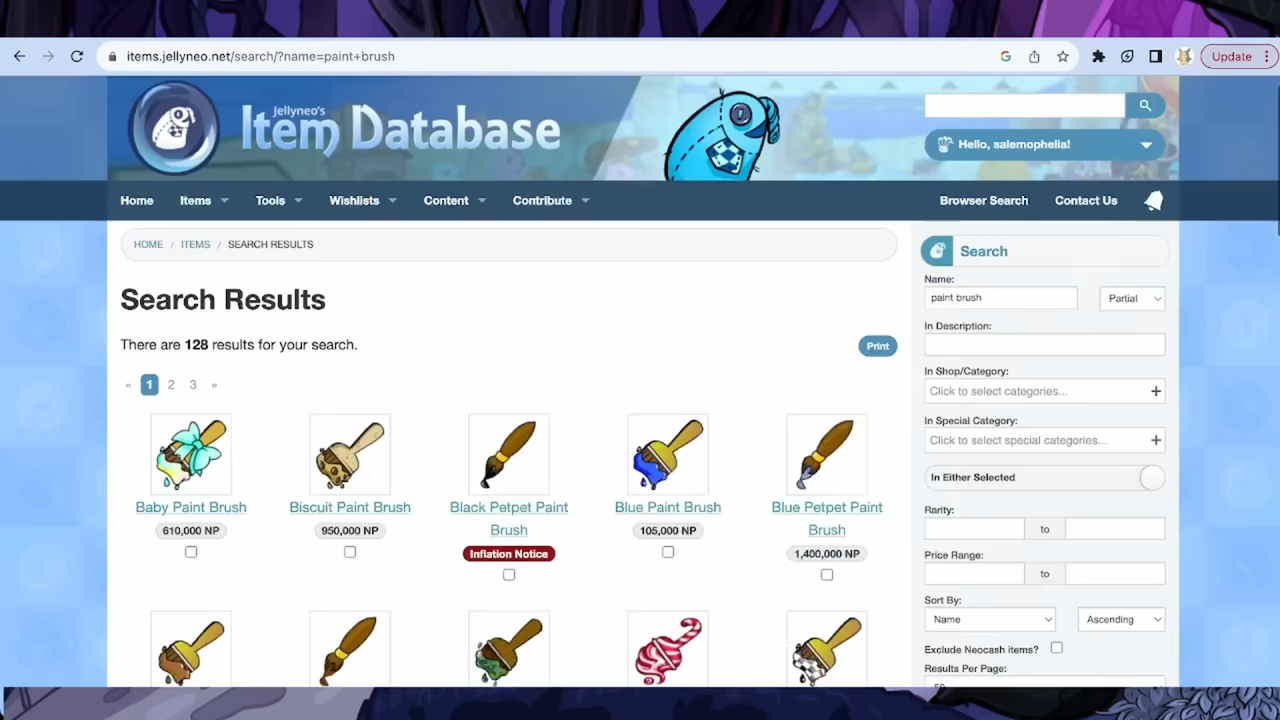 items.jellyneo.net/search/?name=paint+brush
Update
Jellyneo's
Item Database
Hello, salemophelia!
Home Items Tools Wishlists Content Contribute Browser Search Contact Us
HOME / ITEMS / SEARCH RESULTS
Search Results
There are 128 results for your search.
Print
« 1 2 3 »
Baby Paint Brush
610,000 NP
Biscuit Paint Brush
950,000 NP
Black Petpet Paint
Brush
Inflation Notice
Blue Paint Brush
105,000 NP
Blue Petpet Paint
Brush
1,400,000 NP
Search
Name:
paint brush
Partial
In Description:
In Shop/Category:
Click to select categories... +
In Special Category:
Click to select special categories... +
In Either Selected
Rarity:
to
Price Range:
to
Sort By:
Name Ascending
Exclude Neocash items?
Results Per Page: